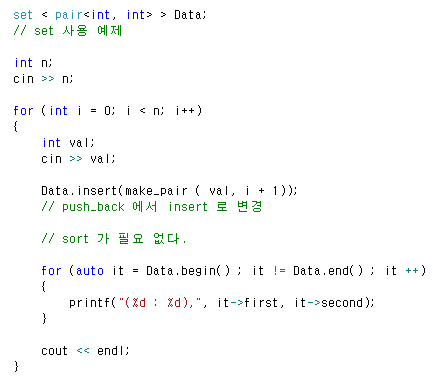 set < pair<int, int> > Data;
// set 사용 예제
int n;
cin >> n;
for (int i = 0; i < n; i++)
{
int val;
cin >> val;
Data.insert(make_pair ( val, i + 1));
// push_back 에서 insert 로 변경
// sort 가 필요 없다.
for (auto it = Data.begin() ; it != Data.end() ; it ++)
{
printf("(%d : %d),", it->first, it->second);
}
cout << endl;
}